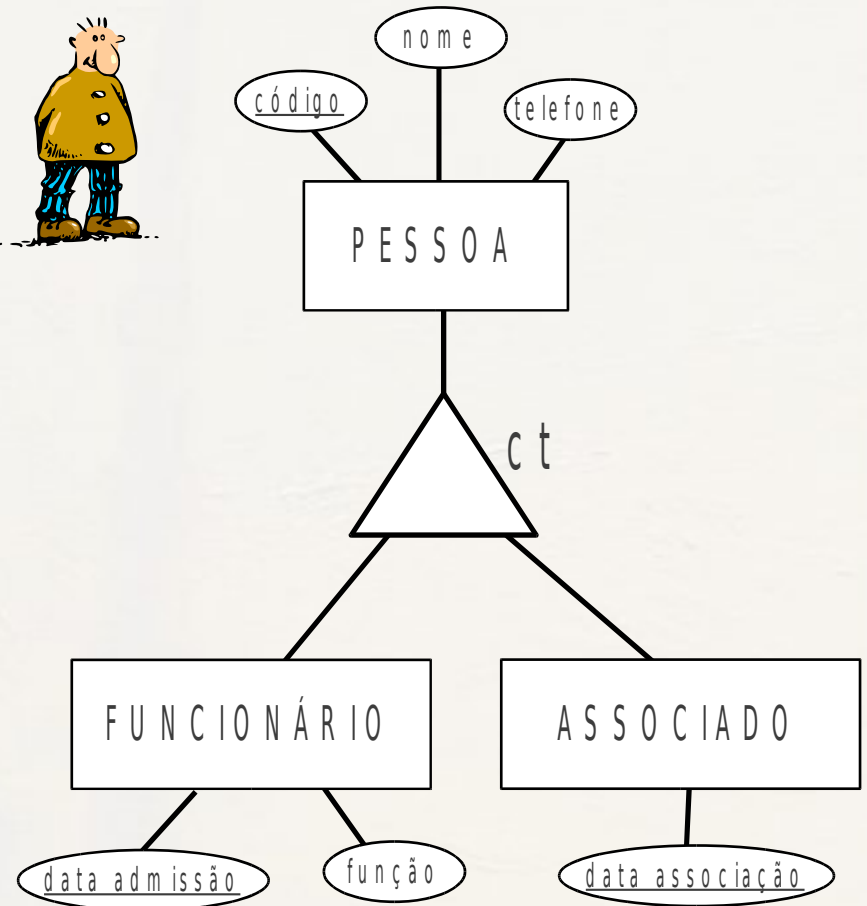 nome
código
telefone
PESSOA
ct
FUNCIONÁRIO
ASSOCIADO
data admissão
função
data associação